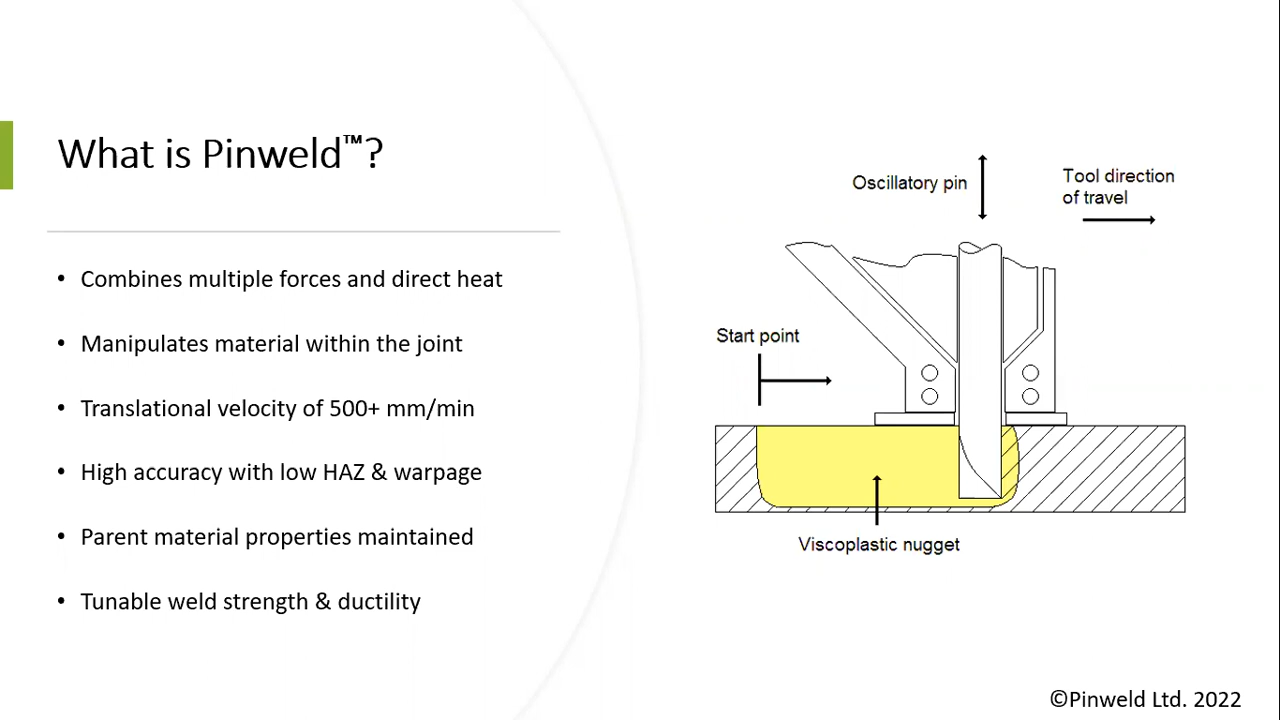 What is Pinweld™?
• Combines multiple forces and direct heat
• Manipulates material within the joint
• Translational velocity of 500+ mm/min
• High accuracy with low HAZ & warpage
• Parent material properties maintained
• Tunable weld strength & ductility
Oscillatory pin
Tool direction
of travel
Start point
Viscoplastic nugget
©Pinweld Ltd. 2022